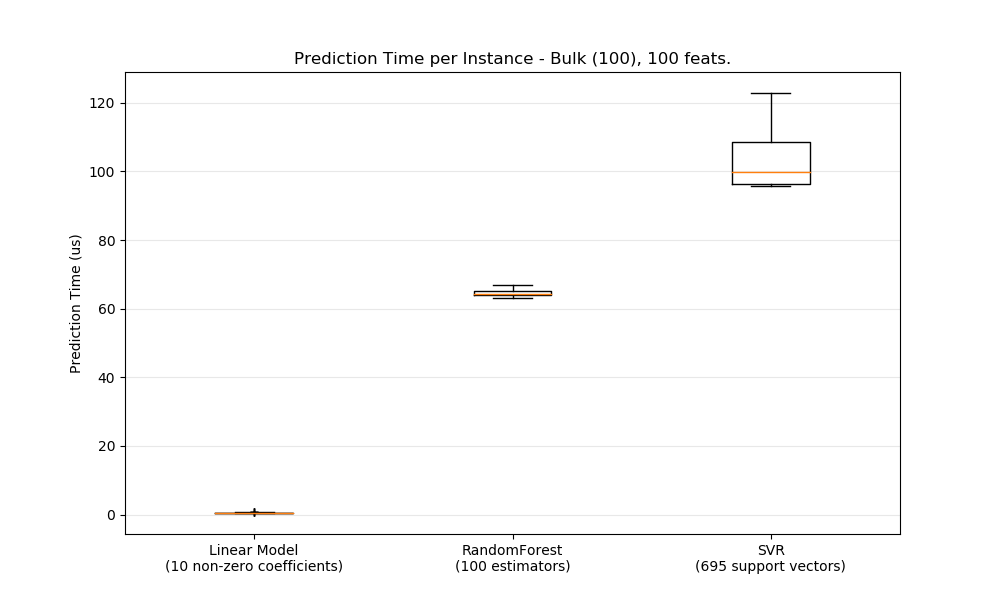 Prediction Time per Instance - Bulk (100), 100 feats.
Prediction Time (us)
120
100
80
60
40
20
0
Linear Model
(10 non-zero coefficients)
RandomForest
(100 estimators)
SVR
(695 support vectors)